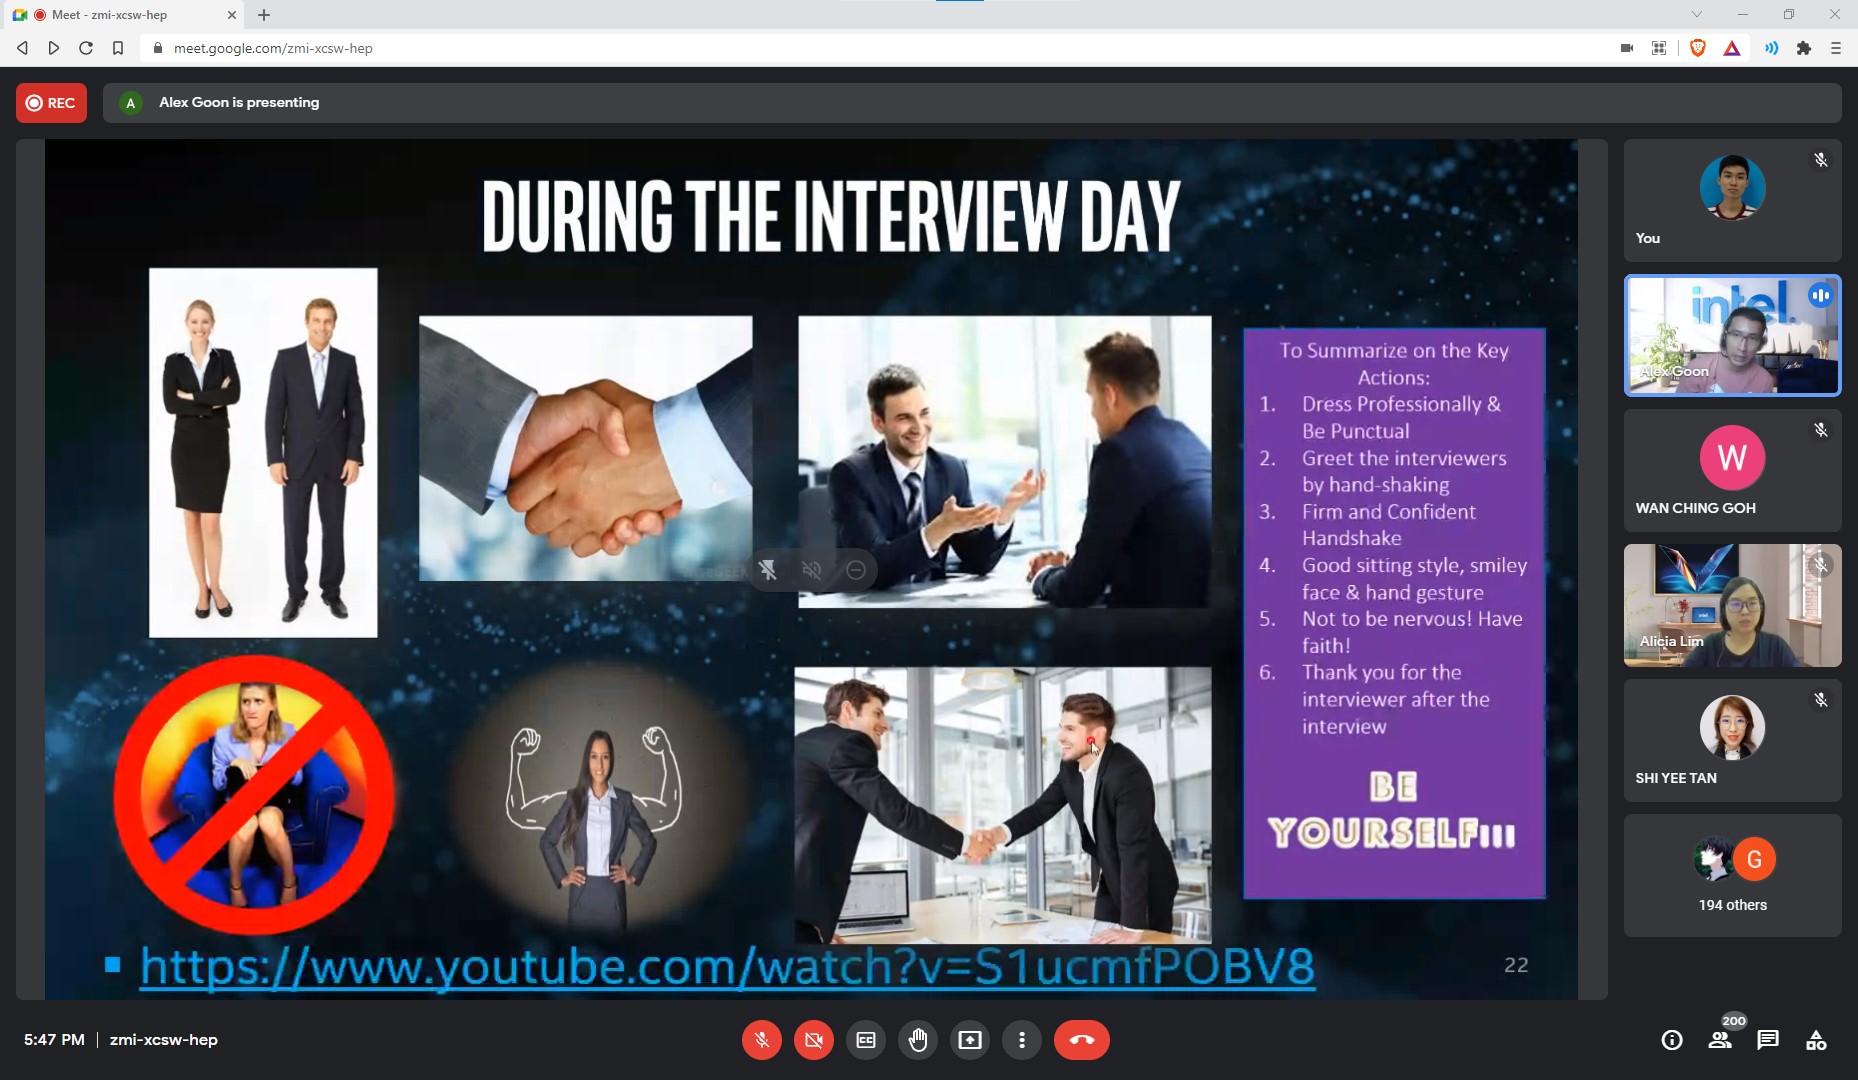 Meet - zmi-xcsw-hep
meet.google.com/zmi-xcsw-hep
REC
A
Alex Goon is presenting
DURING THE INTERVIEW DAY
To Summarize on the Key
Actions:
1. Dress Professionally &
Be Punctual
2. Greet the interviewers
by hand-shaking
3. Firm and Confident
Handshake
4. Good sitting style, smiley
face & hand gesture
5. Not to be nervous! Have
faith!
6. Thank you for the
interviewer after the
interview
BE
YOURSELF!!!
https://www.youtube.com/watch?v=S1ucmfPOBV8
22
You
intel.
Alex Goon
W
WAN CHING GOH
Alicia Lim
SHI YEE TAN
G
194 others
5:47 PM
zmi-xcsw-hep
CC
200